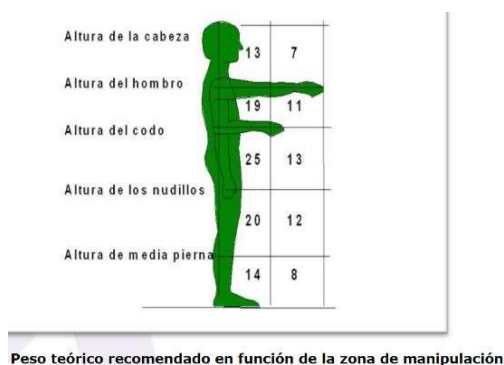 Altura de la cabeza
13 7
Altura del hombro
19 11
Altura del codo
25 13
Altura de los nudillos
20 12
Altura de media pierna
14 8
Peso teórico recomendado en función de la zona de manipulación